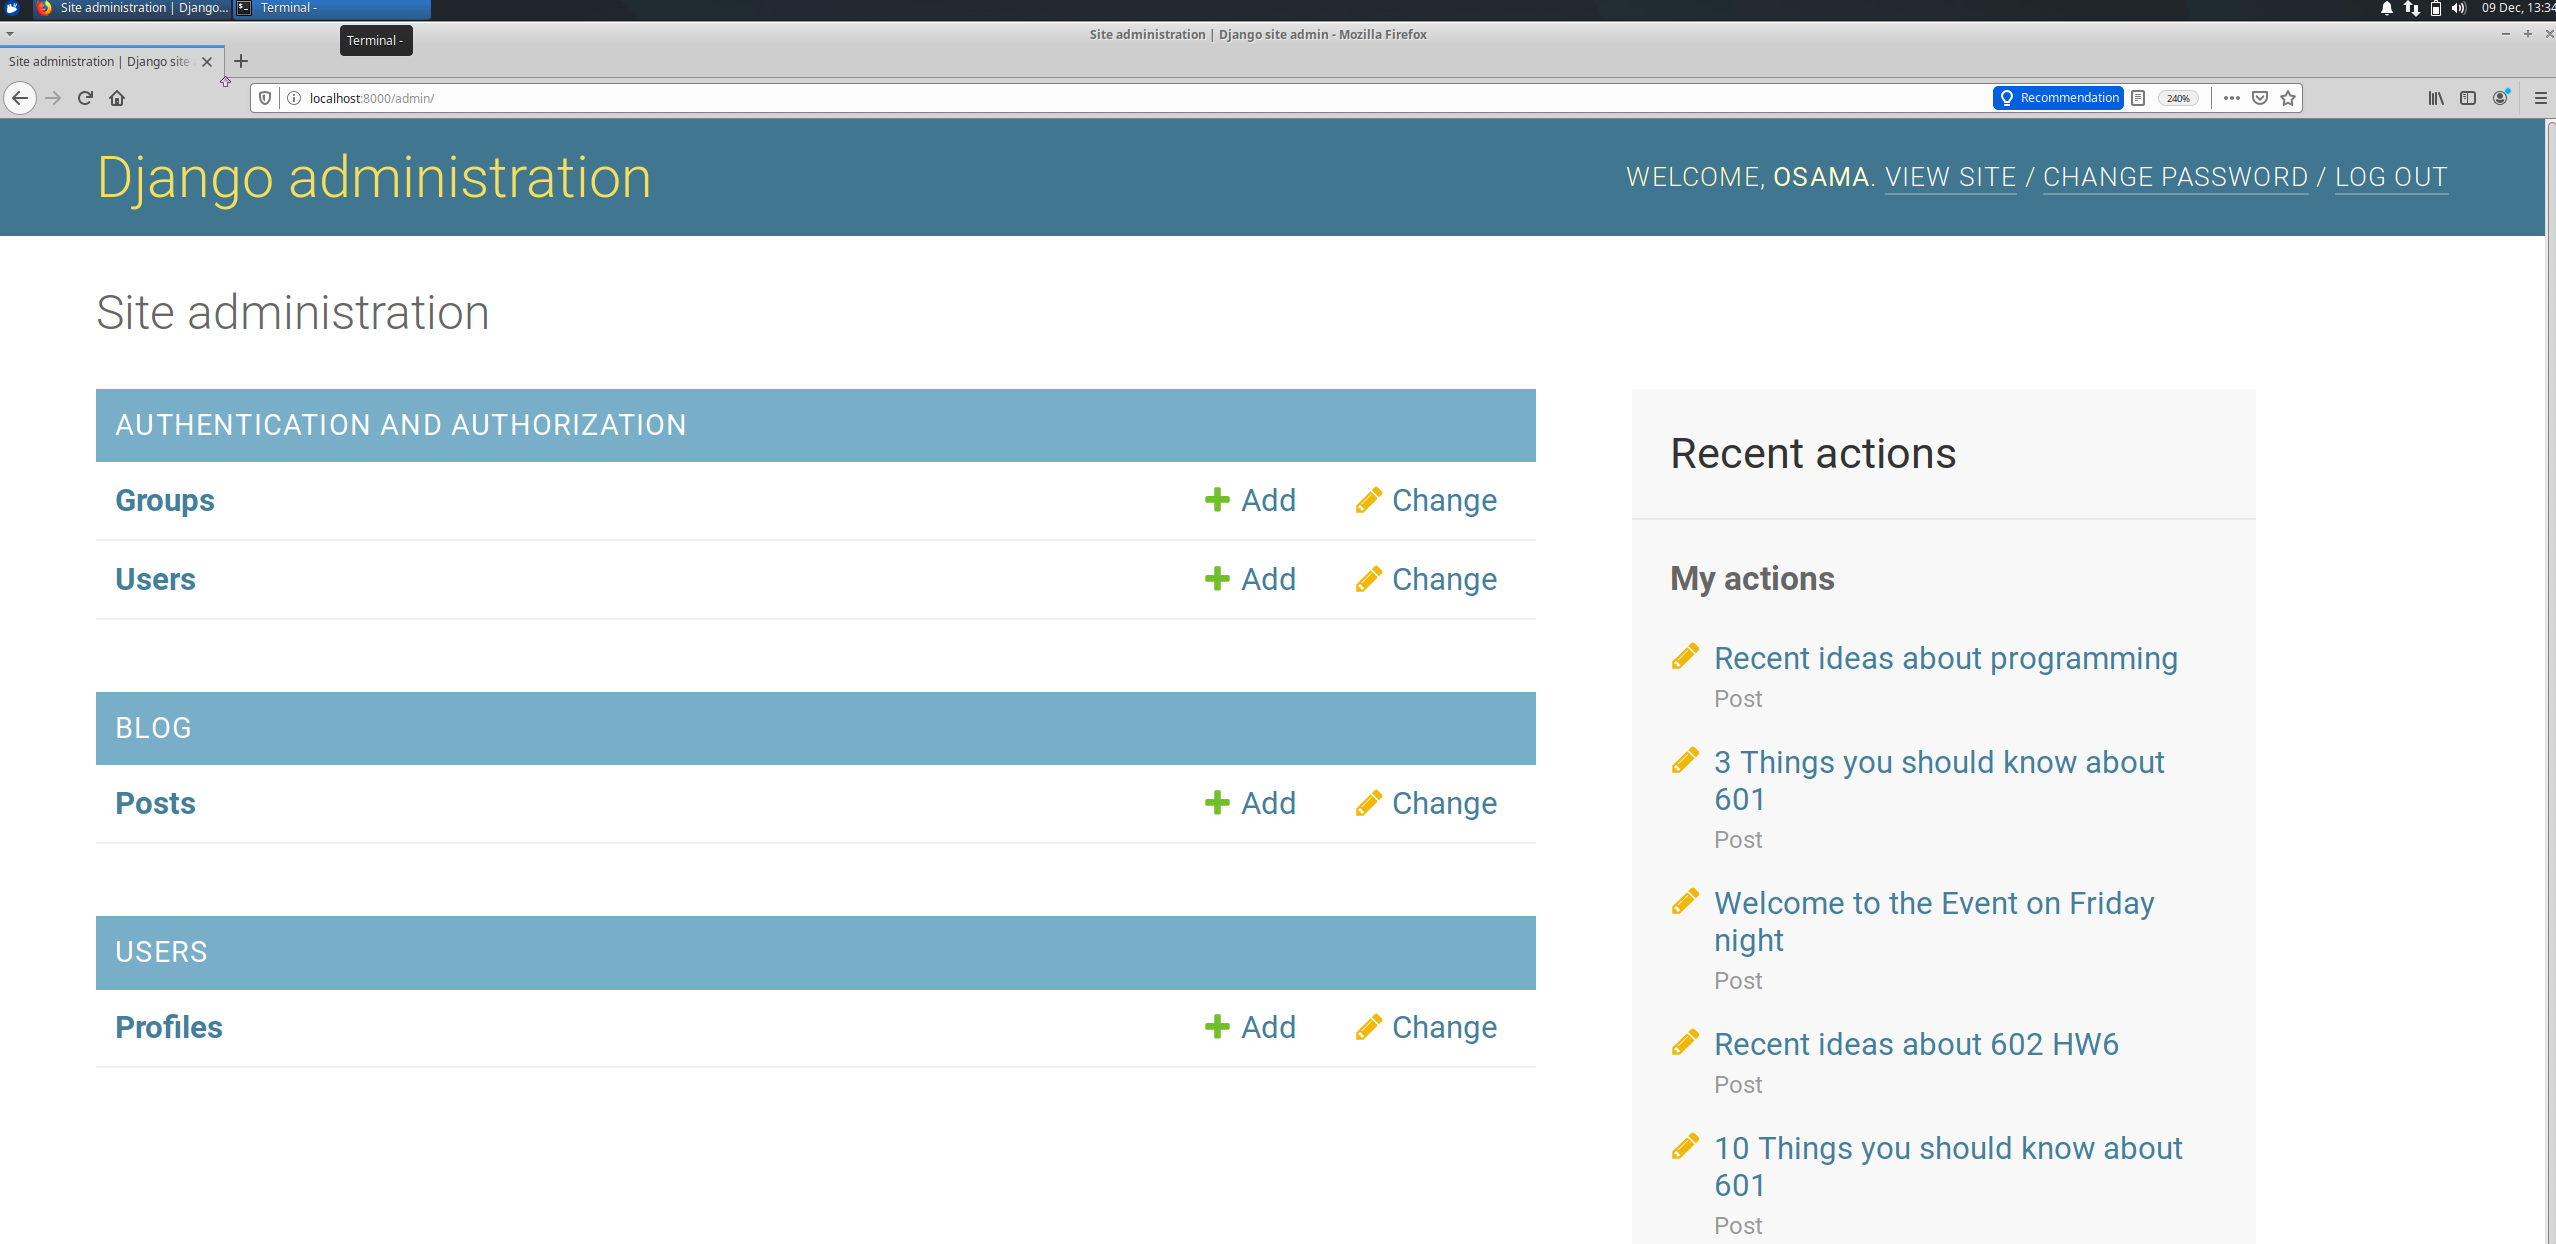 Site administration | Django...
Terminal -
09 Dec, 13:34
Terminal -
Site administration | Django site admin - Mozilla Firefox
Site administration | Django site
localhost:8000/admin/
Recommendation
240%
Django administration
WELCOME, OSAMA. VIEW SITE / CHANGE PASSWORD / LOG OUT
Site administration
AUTHENTICATION AND AUTHORIZATION
Groups
Add
Change
Users
Add
Change
BLOG
Posts
Add
Change
USERS
Profiles
Add
Change
Recent actions
My actions
Recent ideas about programming
Post
3 Things you should know about
601
Post
Welcome to the Event on Friday
night
Post
Recent ideas about 602 HW6
Post
10 Things you should know about
601
Post